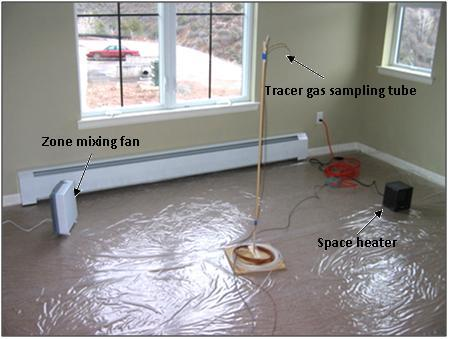 Tracer gas sampling tube
Zone mixing fan
Space heater